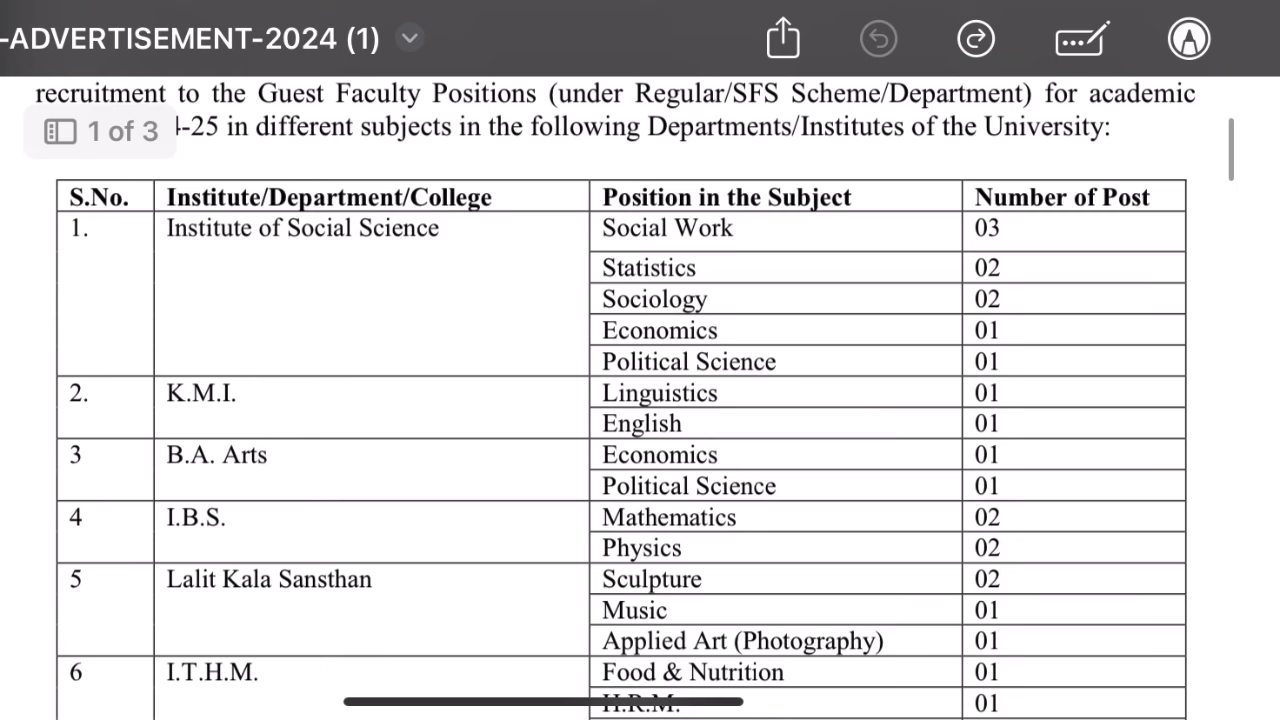 -ADVERTISEMENT-2024 (1)
recruitment to the Guest Faculty Positions (under Regular/SFS Scheme/Department) for academic
1 of 3
-25 in different subjects in the following Departments/Institutes of the University:
S.No. Institute/Department/College Position in the Subject Number of Post
1. Institute of Social Science Social Work 03
Statistics 02
Sociology 02
Economics 01
Political Science 01
2. K.M.I. Linguistics 01
English 01
3 B.A. Arts Economics 01
Political Science 01
4 I.B.S. Mathematics 02
Physics 02
5 Lalit Kala Sansthan Sculpture 02
Music 01
Applied Art (Photography) 01
6 I.T.H.M. Food & Nutrition 01
H.R.M. 01